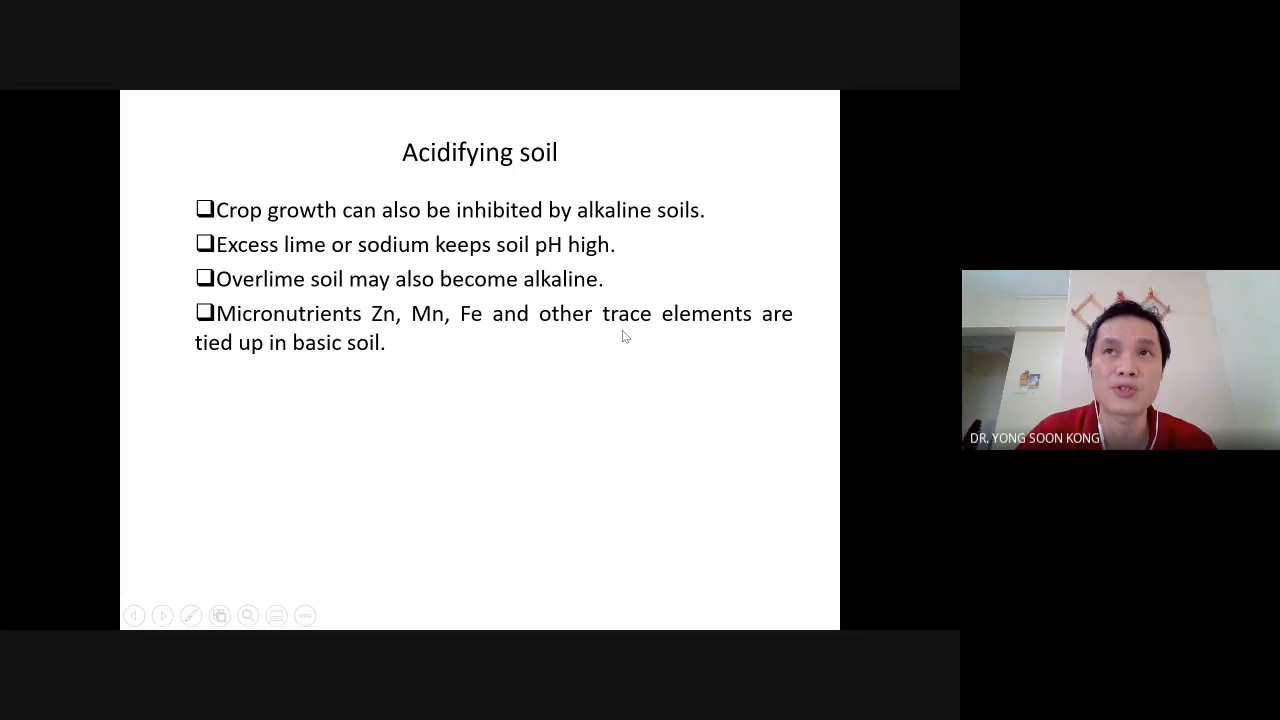 Acidifying soil
❑Crop growth can also be inhibited by alkaline soils.
❑Excess lime or sodium keeps soil pH high.
❑Overlime soil may also become alkaline.
❑Micronutrients Zn, Mn, Fe and other trace elements are
tied up in basic soil.
DR. YONG SOON KONG